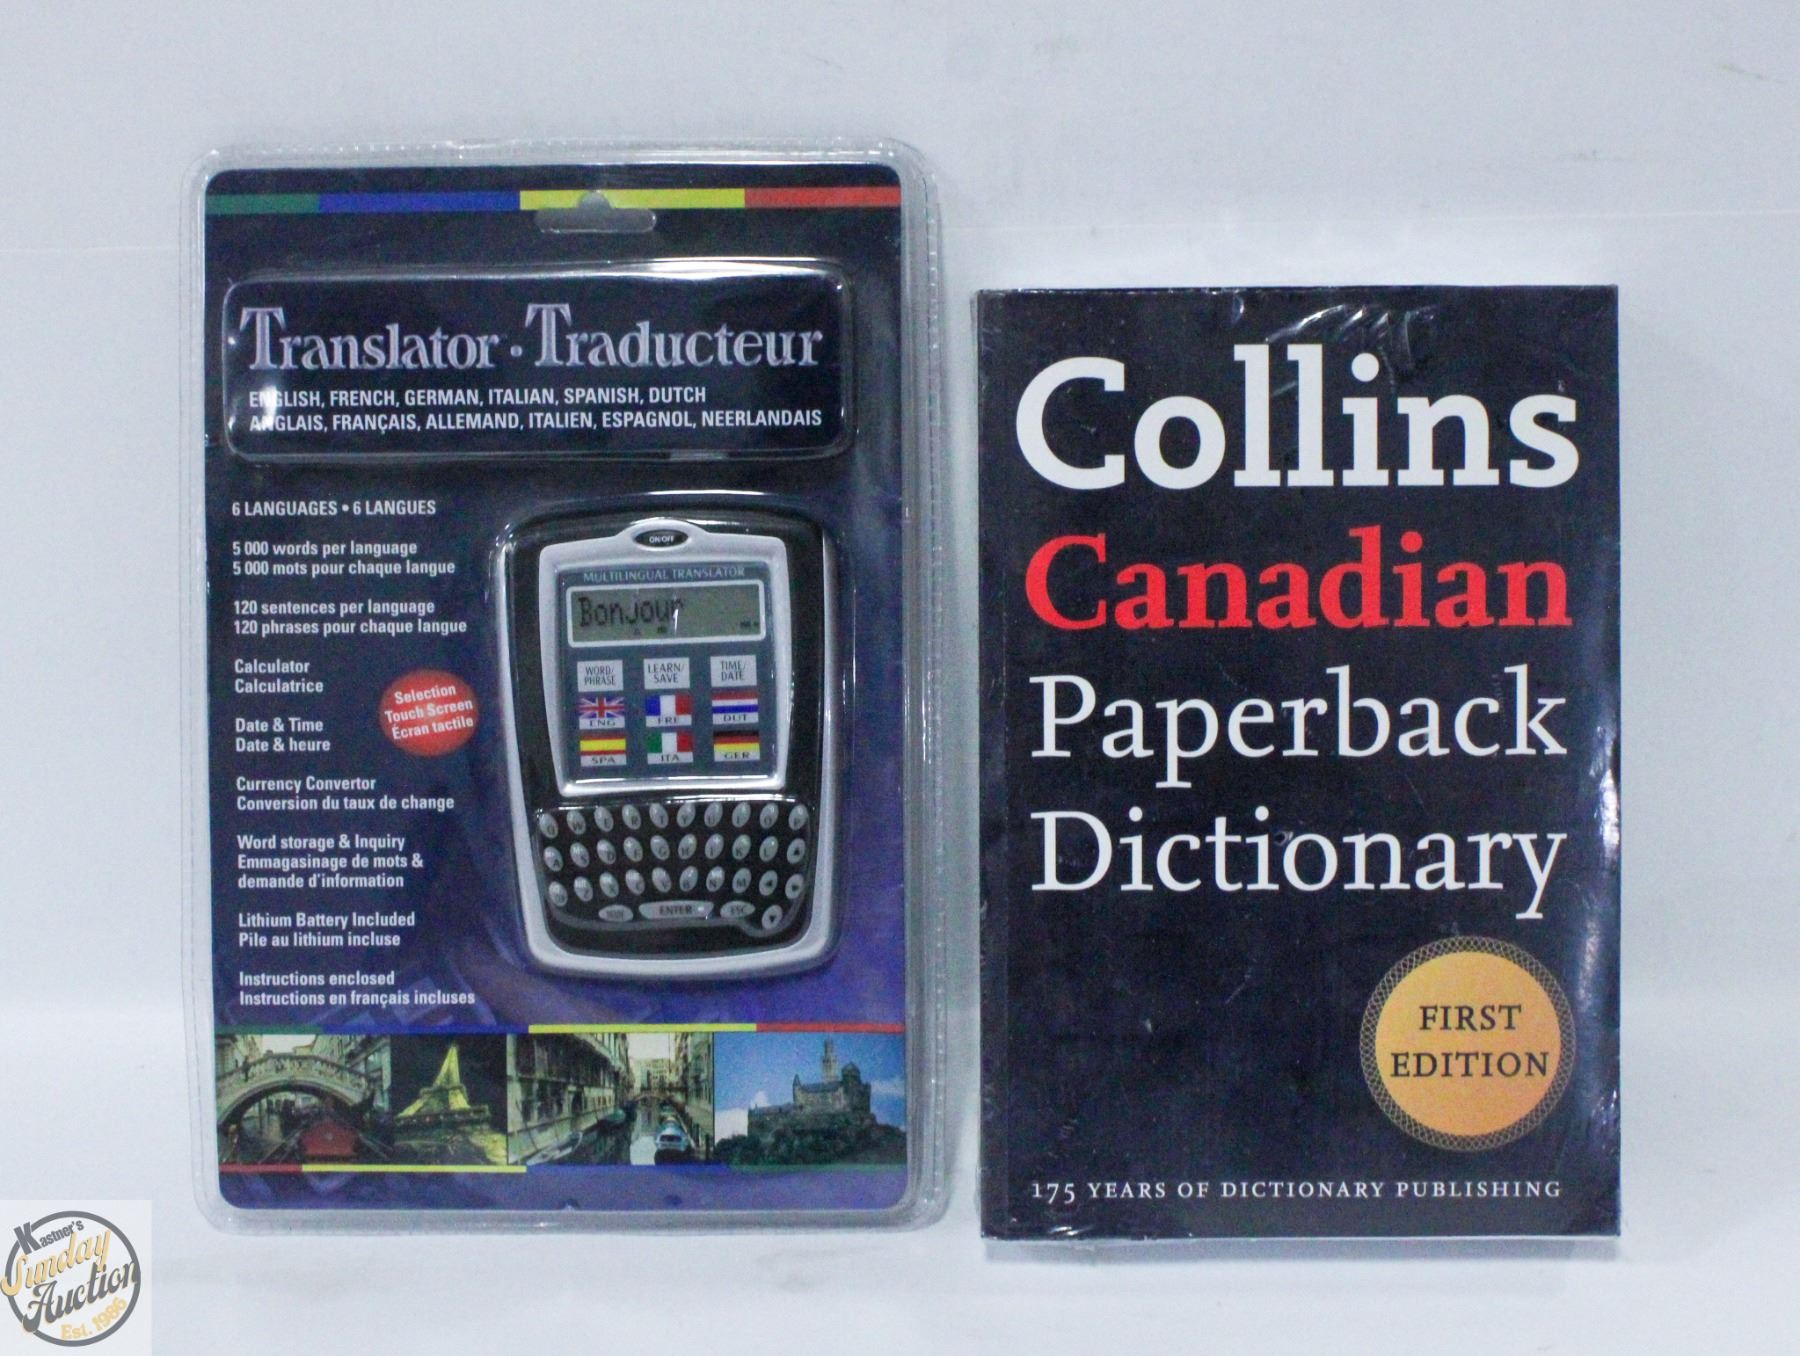 Translator • Traducteur
ENGLISH, FRENCH, GERMAN, ITALIAN, SPANISH, DUTCH
ANGLAIS, FRANÇAIS, ALLEMAND, ITALIEN, ESPAGNOL, NEERLANDAIS
6 LANGUAGES • 6 LANGUES
5 000 words per language
5 000 mots pour chaque langue
120 sentences per language
120 phrases pour chaque langue
Calculator
Calculatrice
Selection
Touch Screen
Écran tactile
Date & Time
Date & heure
Currency Convertor
Conversion du taux de change
Word storage & Inquiry
Emmagasinage de mots &
demande d'information
Lithium Battery Included
Pile au lithium incluse
Instructions enclosed
Instructions en français incluses
ON/OFF
MULTILINGUAL TRANSLATOR
Bonjour
WORD/ LEARN/ TIME/
PHRASE SAVE DATE
ENG FRE DUT
SPA ITA GER
ENTER ESC
Collins
Canadian
Paperback
Dictionary
FIRST
EDITION
175 YEARS OF DICTIONARY PUBLISHING
Kastner's
Sunday
Auction
Est. 1986